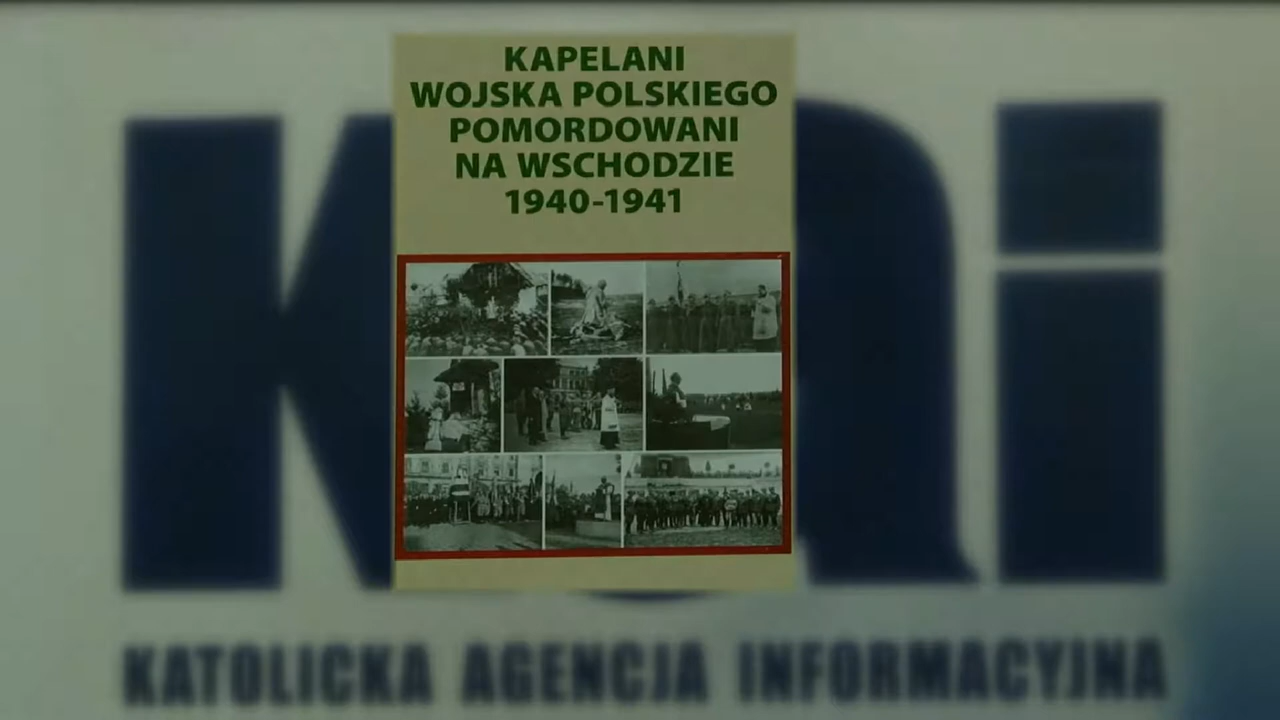 KAPELANI
WOJSKA POLSKIEGO
POMORDOWANI
NA WSCHODZIE
1940-1941
KATOLICKA AGENCJA INFORMACYJNA